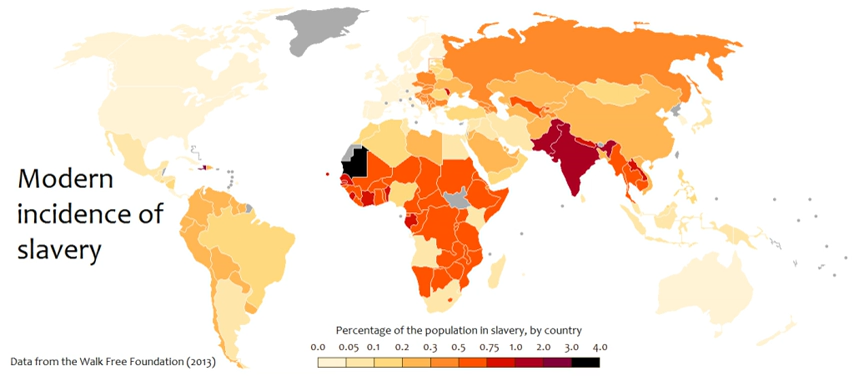 Modern
incidence of
slavery
Percentage of the population in slavery, by country
0.0 0.05 0.1 0.2 0.3 0.5 0.75 1.0 2.0 3.0 4.0
Data from the Walk Free Foundation (2013)